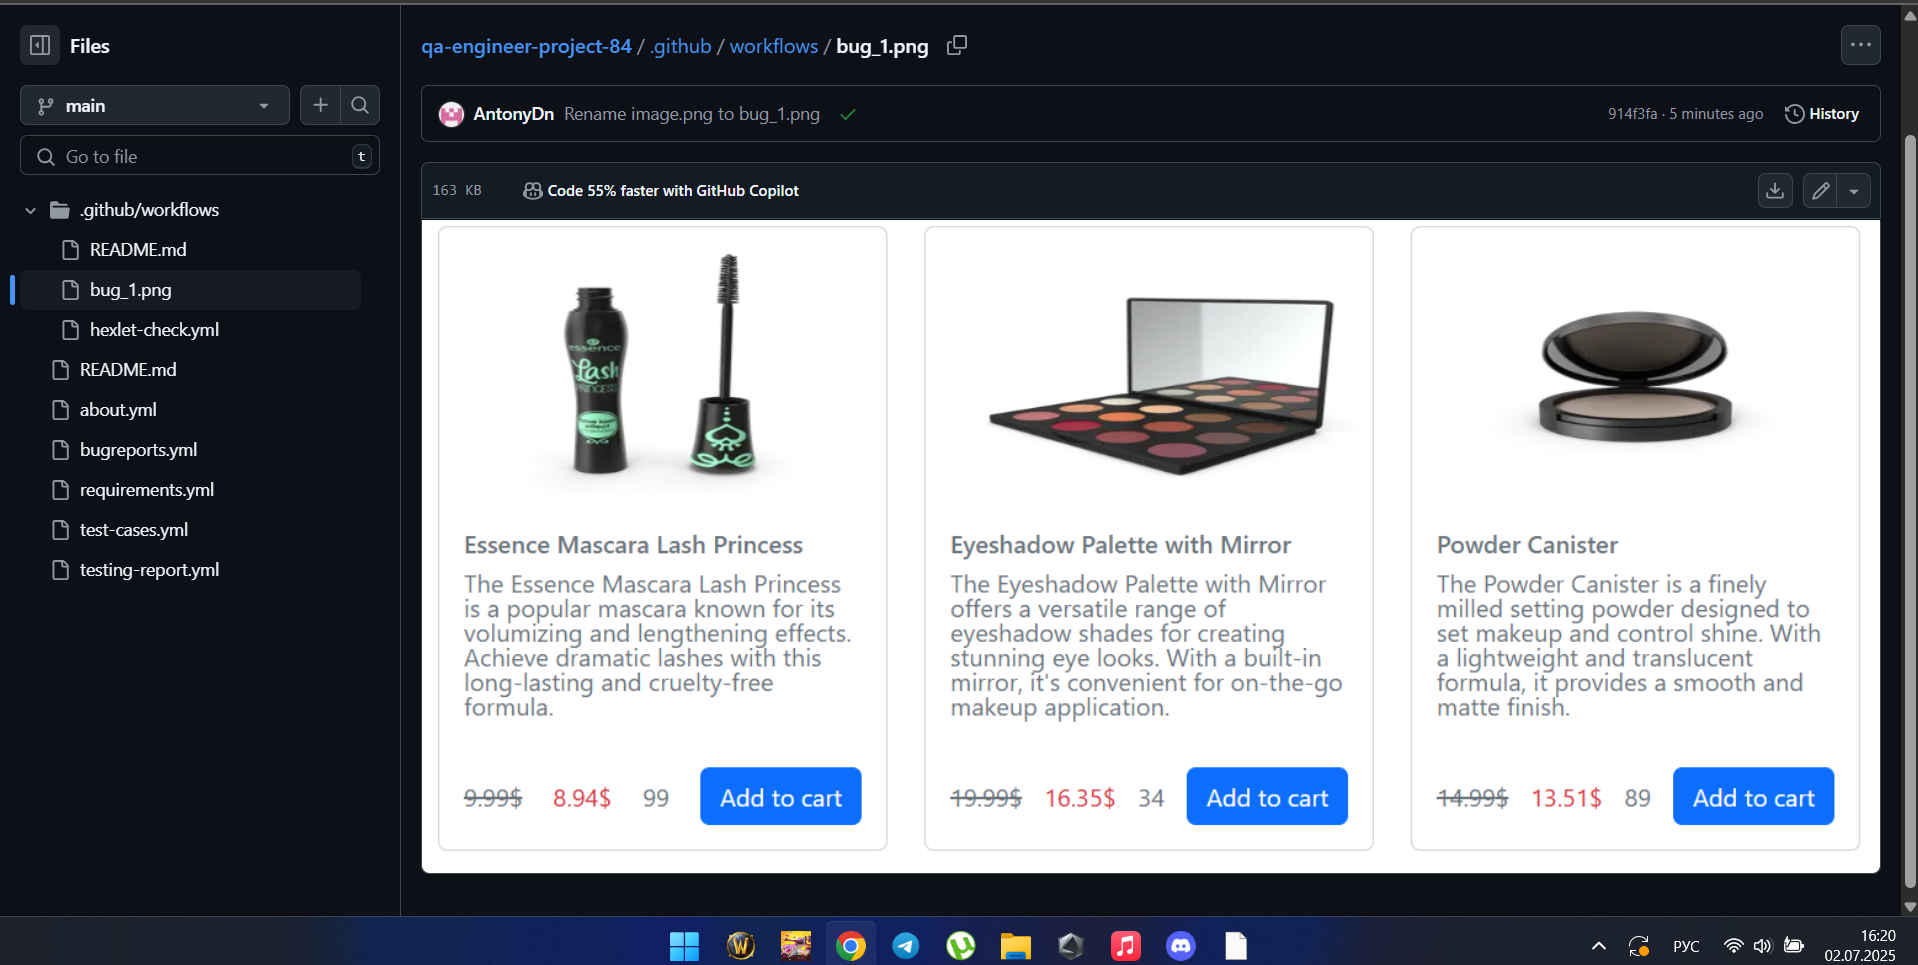 Files
qa-engineer-project-84 / .github / workflows / bug_1.png
main
AntonyDn Rename image.png to bug_1.png
914f3fa · 5 minutes ago
History
Go to file
t
163 KB
Code 55% faster with GitHub Copilot
.github/workflows
README.md
bug_1.png
hexlet-check.yml
README.md
about.yml
bugreports.yml
requirements.yml
test-cases.yml
testing-report.yml
essence
Lash
PRINCESS
Essence Mascara Lash Princess
The Essence Mascara Lash Princess
is a popular mascara known for its
volumizing and lengthening effects.
Achieve dramatic lashes with this
long-lasting and cruelty-free
formula.
9.99$ 8.94$ 99 Add to cart
Eyeshadow Palette with Mirror
The Eyeshadow Palette with Mirror
offers a versatile range of
eyeshadow shades for creating
stunning eye looks. With a built-in
mirror, it's convenient for on-the-go
makeup application.
19.99$ 16.35$ 34 Add to cart
Powder Canister
The Powder Canister is a finely
milled setting powder designed to
set makeup and control shine. With
a lightweight and translucent
formula, it provides a smooth and
matte finish.
14.99$ 13.51$ 89 Add to cart
РУС
16:20
02.07.2025